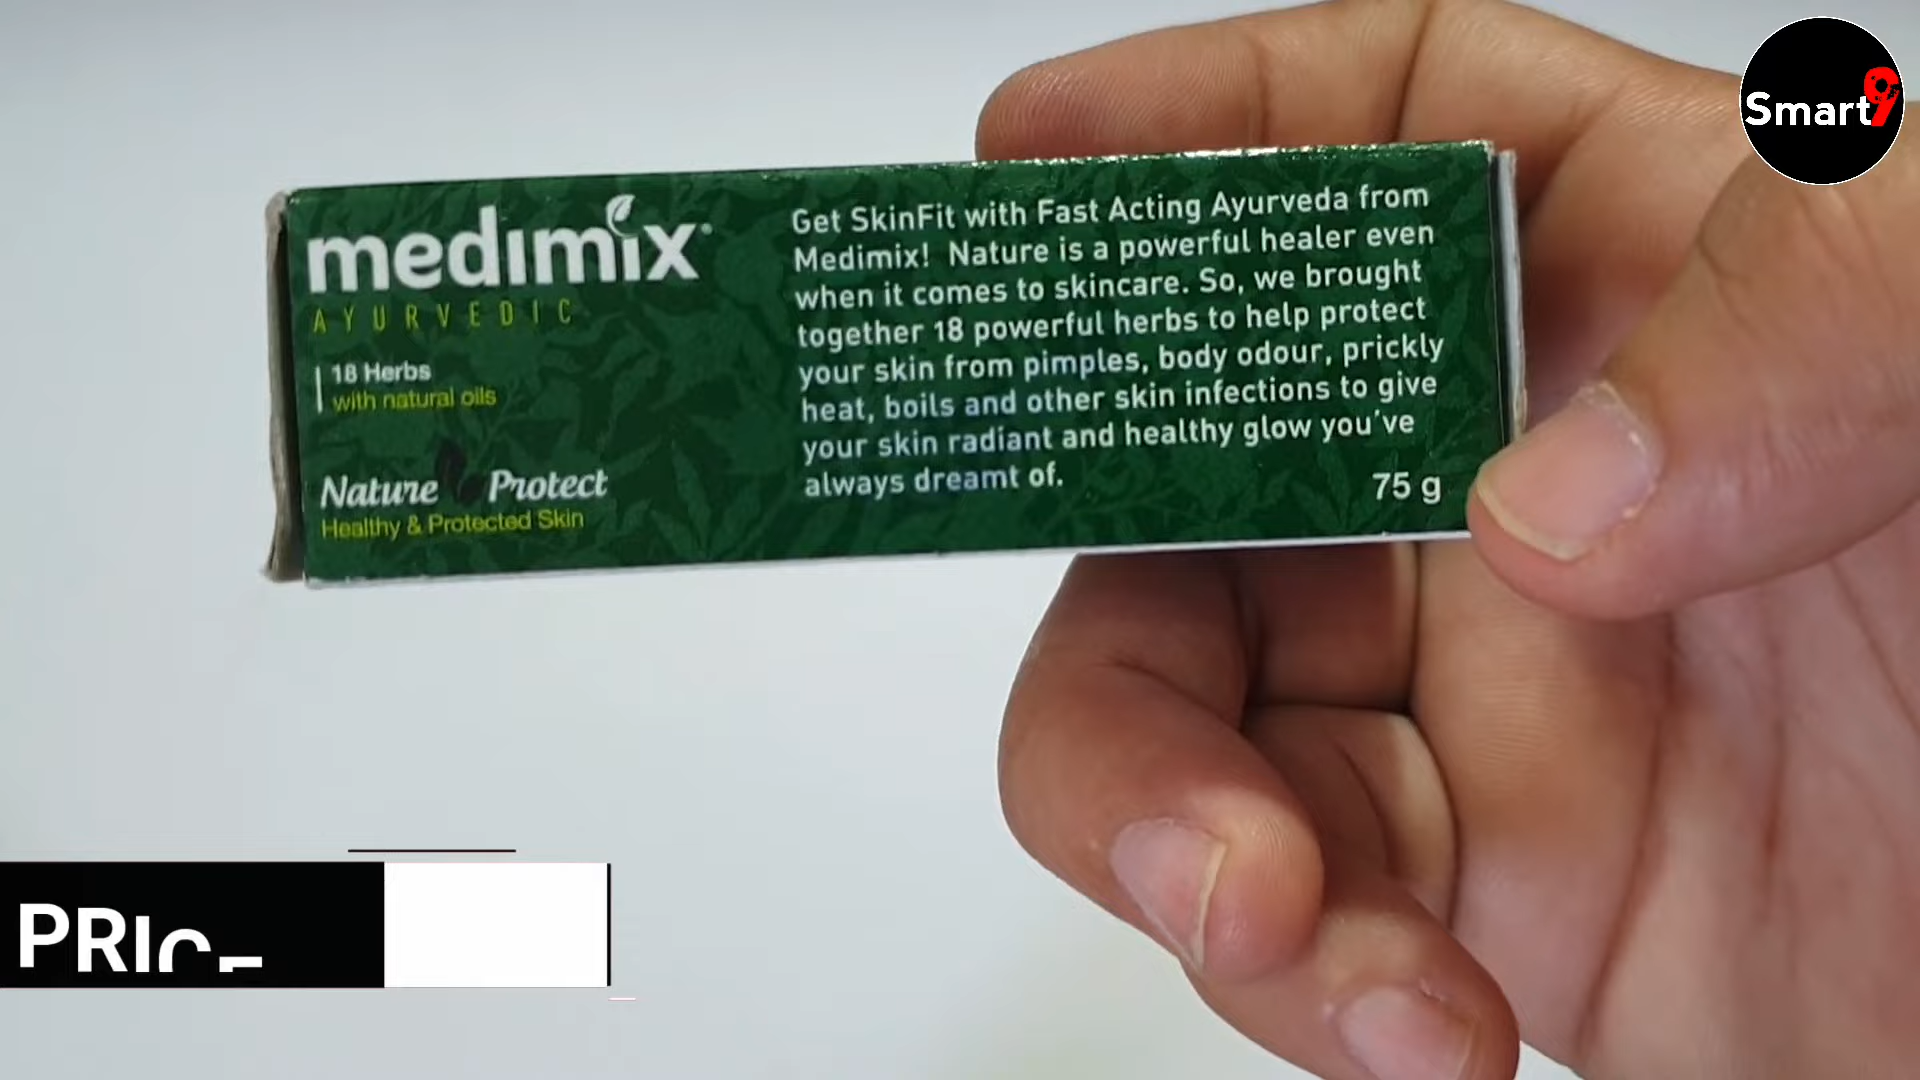 Smart9
medimix
AYURVEDIC
18 Herbs
with natural oils
Nature Protect
Healthy & Protected Skin
Get SkinFit with Fast Acting Ayurveda from
Medimix! Nature is a powerful healer even
when it comes to skincare. So, we brought
together 18 powerful herbs to help protect
your skin from pimples, body odour, prickly
heat, boils and other skin infections to give
your skin radiant and healthy glow you've
always dreamt of.
75 g
PRICE